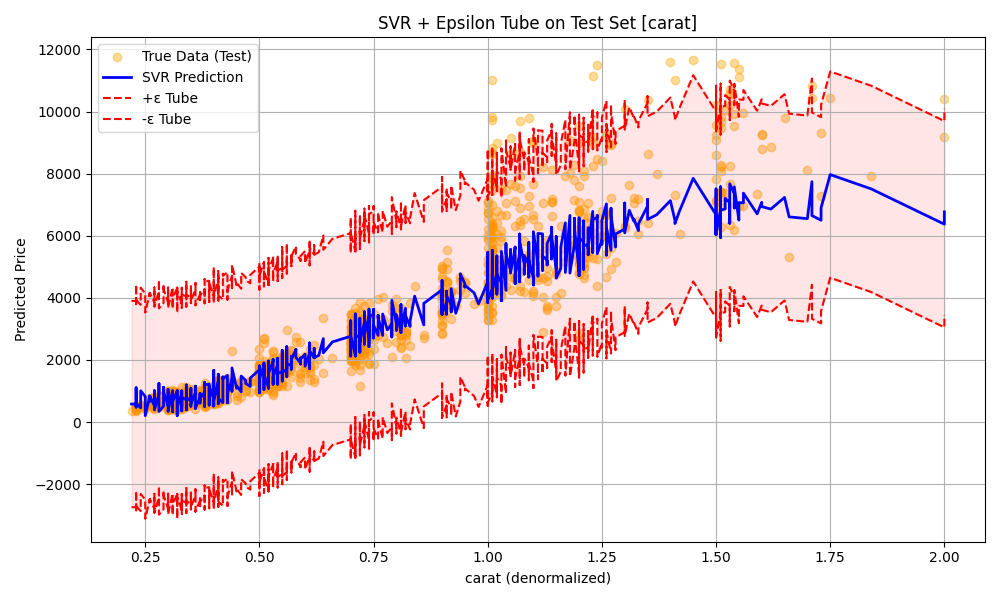 SVR + Epsilon Tube on Test Set [carat]
True Data (Test)
SVR Prediction
+ε Tube
-ε Tube
Predicted Price
12000
10000
8000
6000
4000
2000
0
−2000
0.25 0.50 0.75 1.00 1.25 1.50 1.75 2.00
carat (denormalized)